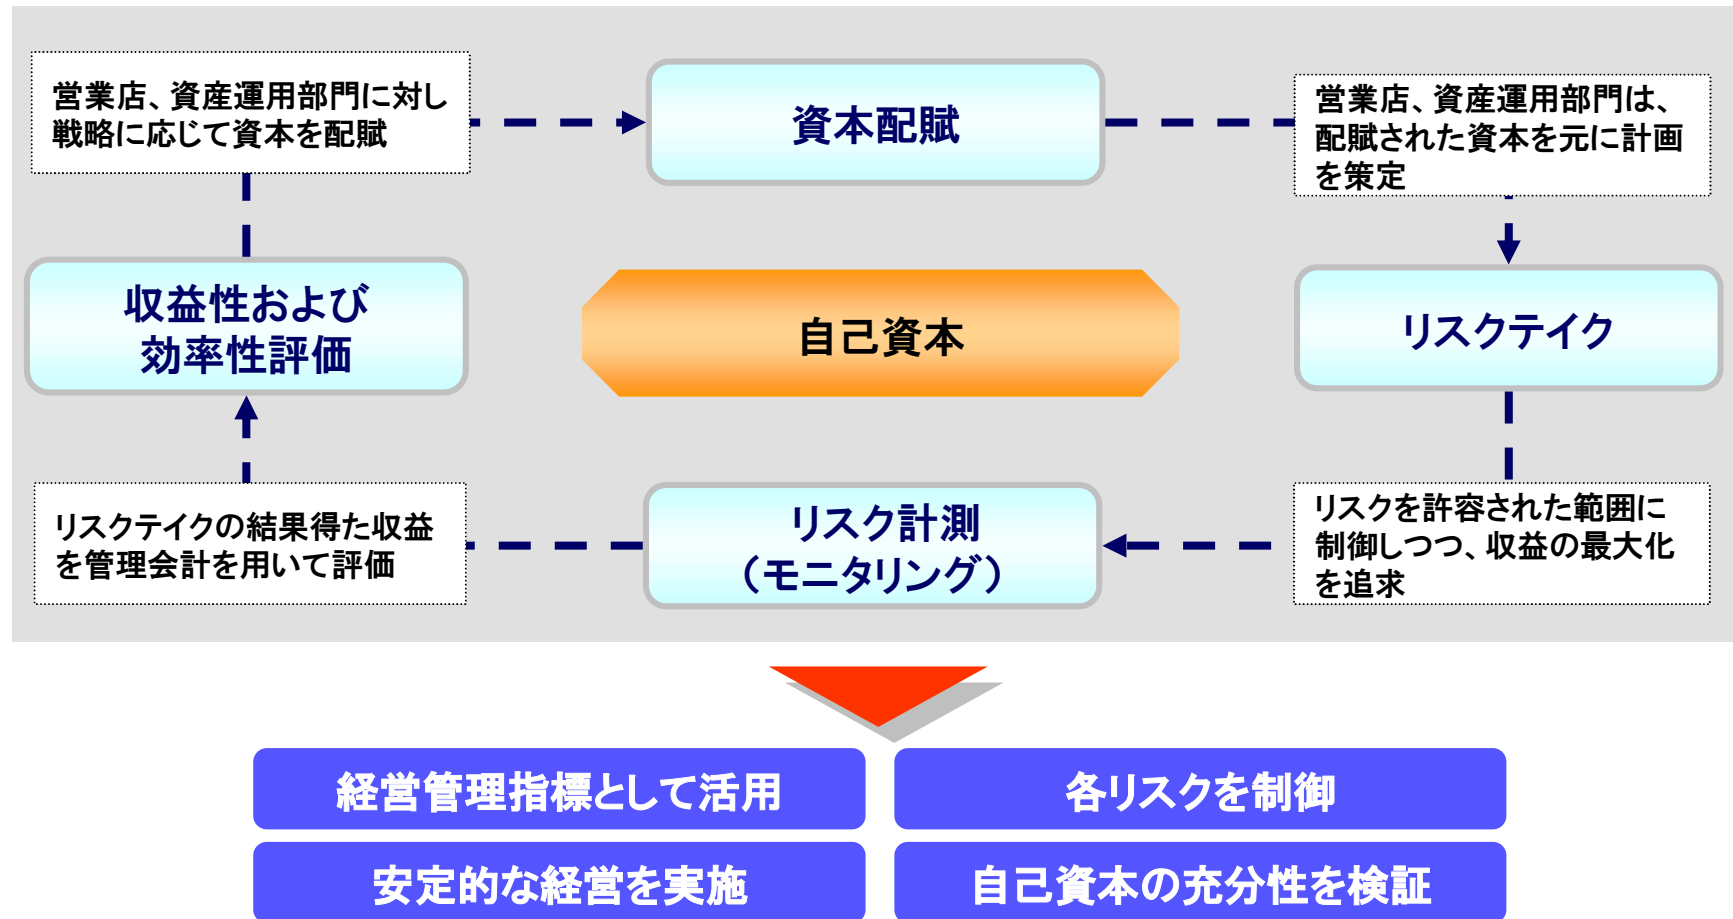 営業店、資産運用部門に対し
戦略に応じて資本を配賦
資本配賦
営業店、資産運用部門は、
配賦された資本を元に計画
を策定
収益性および
効率性評価
自己資本
リスクテイク
リスクテイクの結果得た収益
を管理会計を用いて評価
リスク計測
（モニタリング）
リスクを許容された範囲に
制御しつつ、収益の最大化
を追求
経営管理指標として活用
各リスクを制御
安定的な経営を実施
自己資本の充分性を検証